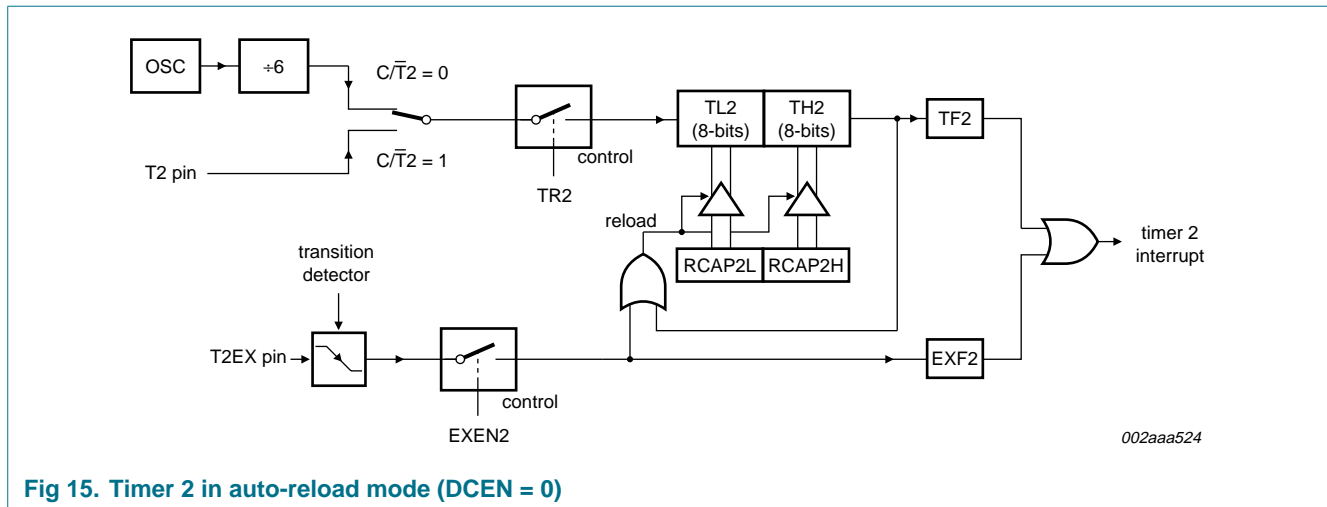 OSC
÷6
C/T̅2 = 0
C/T̅2 = 1
T2 pin
control
TR2
TL2
(8-bits)
TH2
(8-bits)
TF2
reload
RCAP2L
RCAP2H
timer 2
interrupt
transition
detector
T2EX pin
control
EXEN2
EXF2
002aaa524
Fig 15. Timer 2 in auto-reload mode (DCEN = 0)